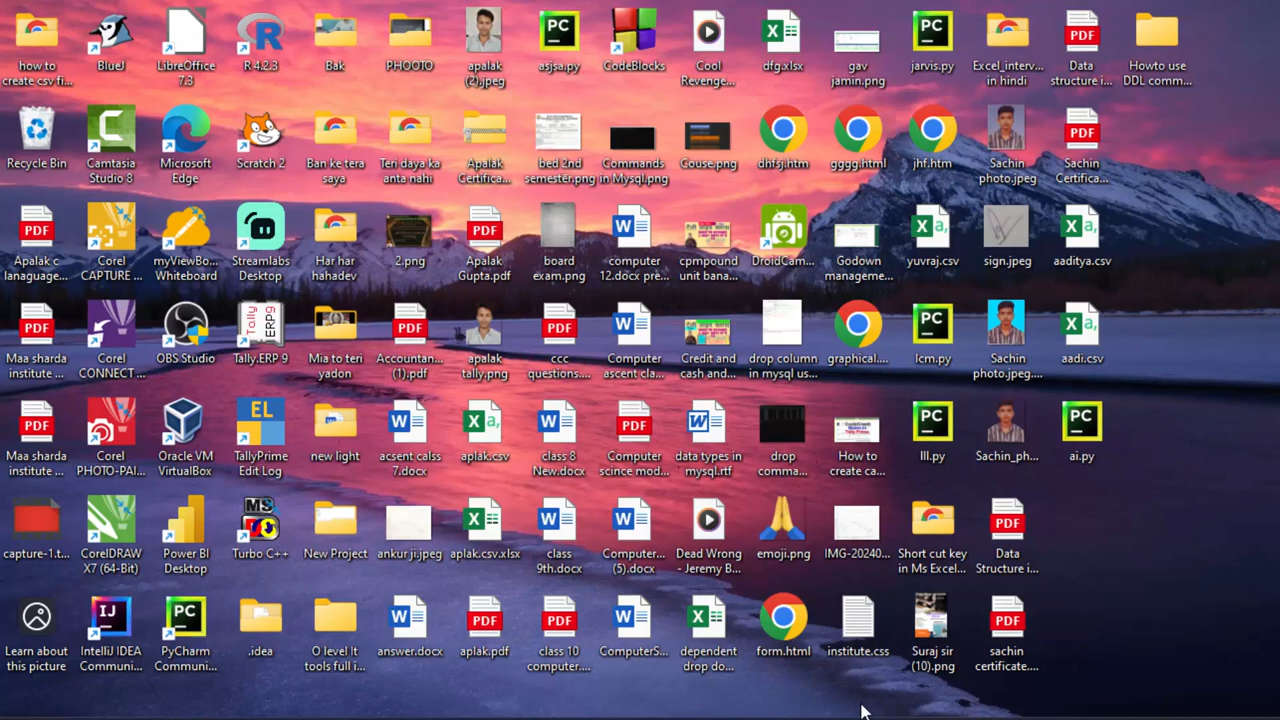 how to
create csv fi...
BlueJ
LibreOffice
7.3
R 4.2.3
Bak
PHOOTO
apalak
(2).jpeg
asjsa.py
CodeBlocks
Cool
Revenge...
dfg.xlsx
gav
jamin.png
jarvis.py
Excel_interv...
in hindi
Data
structure i...
Howto use
DDL comm...
Recycle Bin
Camtasia
Studio 8
Microsoft
Edge
Scratch 2
Ban ke tera
saya
Teri daya ka
anta nahi
Apalak
Certifica...
bed 2nd
semester.png
Commands
in Mysql.png
Couse.png
dhfsj.htm
gggg.html
jhf.htm
Sachin
photo.jpeg
Sachin
Certifica...
Apalak c
lanaguage...
Corel
CAPTURE ...
myViewBo...
Whiteboard
Streamlabs
Desktop
Har har
hahadev
2.png
Apalak
Gupta.pdf
board
exam.png
computer
12.docx pre...
cpmpound
unit bana...
DroidCam...
Godown
manageme...
yuvraj.csv
sign.jpeg
aaditya.csv
Maa sharda
institute ...
Corel
CONNECT ...
OBS Studio
Tally.ERP 9
Mia to teri
yadon
Accountan...
(1).pdf
apalak
tally.png
ccc
questions....
Computer
ascent cla...
Credit and
cash and...
drop column
in mysql us...
graphical....
lcm.py
Sachin
photo.jpeg....
aadi.csv
Maa sharda
institute ...
Corel
PHOTO-PAI...
Oracle VM
VirtualBox
TallyPrime
Edit Log
new light
acsent calss
7.docx
aplak.csv
class 8
New.docx
Computer
scince mod...
data types in
mysql.rtf
drop
comma...
How to
create ca...
lll.py
Sachin_ph...
ai.py
capture-1.t...
CorelDRAW
X7 (64-Bit)
Power BI
Desktop
Turbo C++
New Project
ankur ji.jpeg
aplak.csv.xlsx
class
9th.docx
Computer...
(5).docx
Dead Wrong
- Jeremy B...
emoji.png
IMG-20240...
Short cut key
in Ms Excel...
Data
Structure i...
Learn about
this picture
IntelliJ IDEA
Communi...
PyCharm
Communi...
.idea
O level It
tools full i...
answer.docx
aplak.pdf
class 10
computer....
ComputerS...
dependent
drop do...
form.html
institute.css
Suraj sir
(10).png
sachin
certificate....